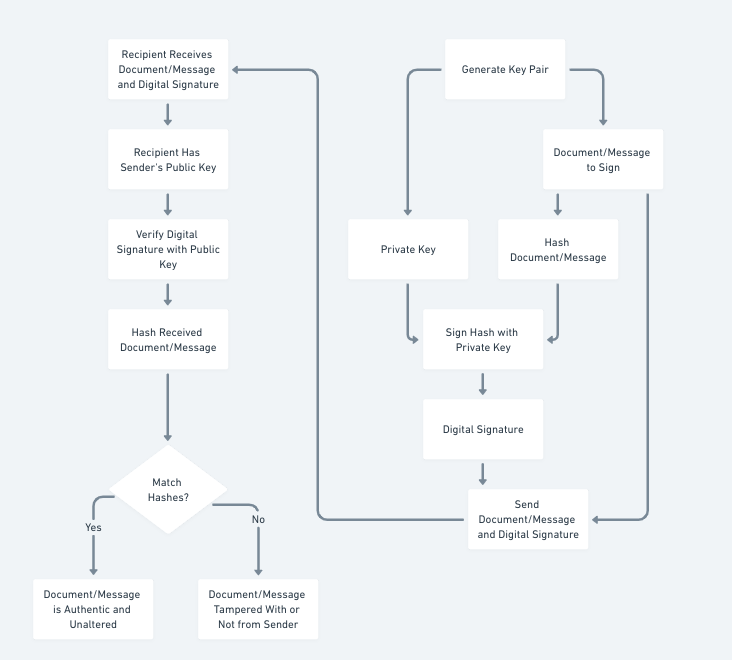 Generate Key Pair
Document/Message
to Sign
Private Key
Hash
Document/Message
Sign Hash with
Private Key
Digital Signature
Send
Document/Message
and Digital Signature
Recipient Receives
Document/Message
and Digital Signature
Recipient Has
Sender's Public Key
Verify Digital
Signature with Public
Key
Hash Received
Document/Message
Match
Hashes?
Yes
No
Document/Message
is Authentic and
Unaltered
Document/Message
Tampered With or
Not from Sender